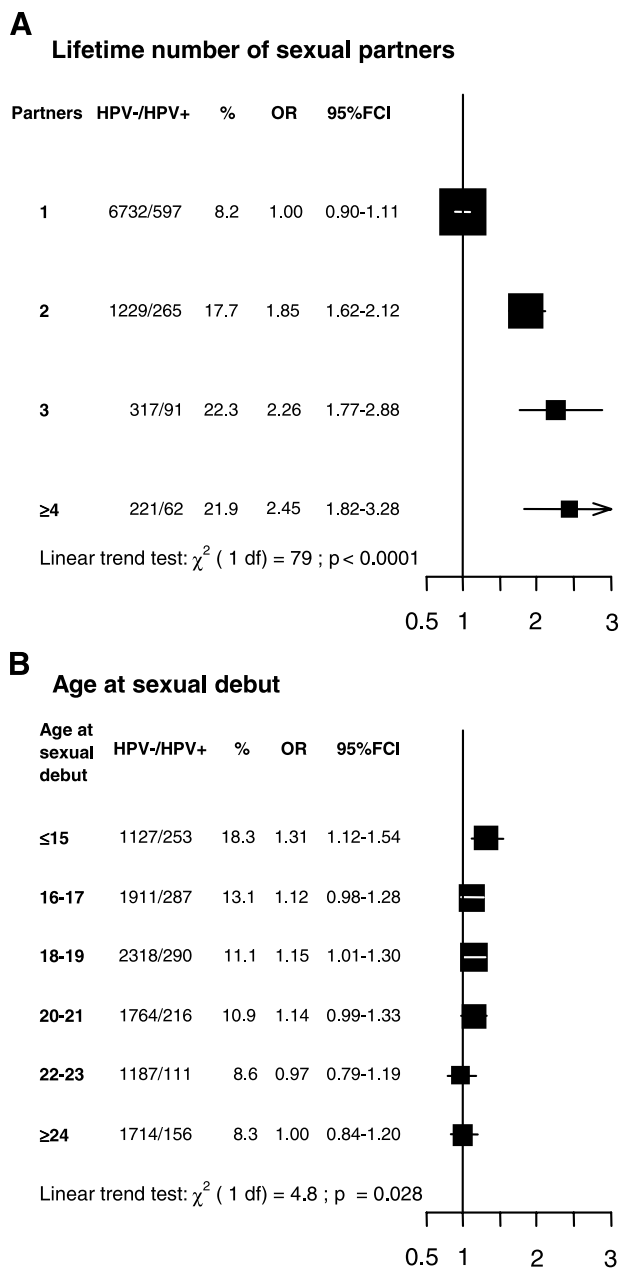 A
Lifetime number of sexual partners
Partners HPV-/HPV+ % OR 95%FCI
1 6732/597 8.2 1.00 0.90-1.11
2 1229/265 17.7 1.85 1.62-2.12
3 317/91 22.3 2.26 1.77-2.88
≥4 221/62 21.9 2.45 1.82-3.28
Linear trend test: χ² ( 1 df) = 79 ; p < 0.0001
0.5 1 2 3
B
Age at sexual debut
Age at
sexual
debut
HPV-/HPV+ % OR 95%FCI
≤15 1127/253 18.3 1.31 1.12-1.54
16-17 1911/287 13.1 1.12 0.98-1.28
18-19 2318/290 11.1 1.15 1.01-1.30
20-21 1764/216 10.9 1.14 0.99-1.33
22-23 1187/111 8.6 0.97 0.79-1.19
≥24 1714/156 8.3 1.00 0.84-1.20
Linear trend test: χ² ( 1 df) = 4.8 ; p = 0.028
0.5 1 2 3